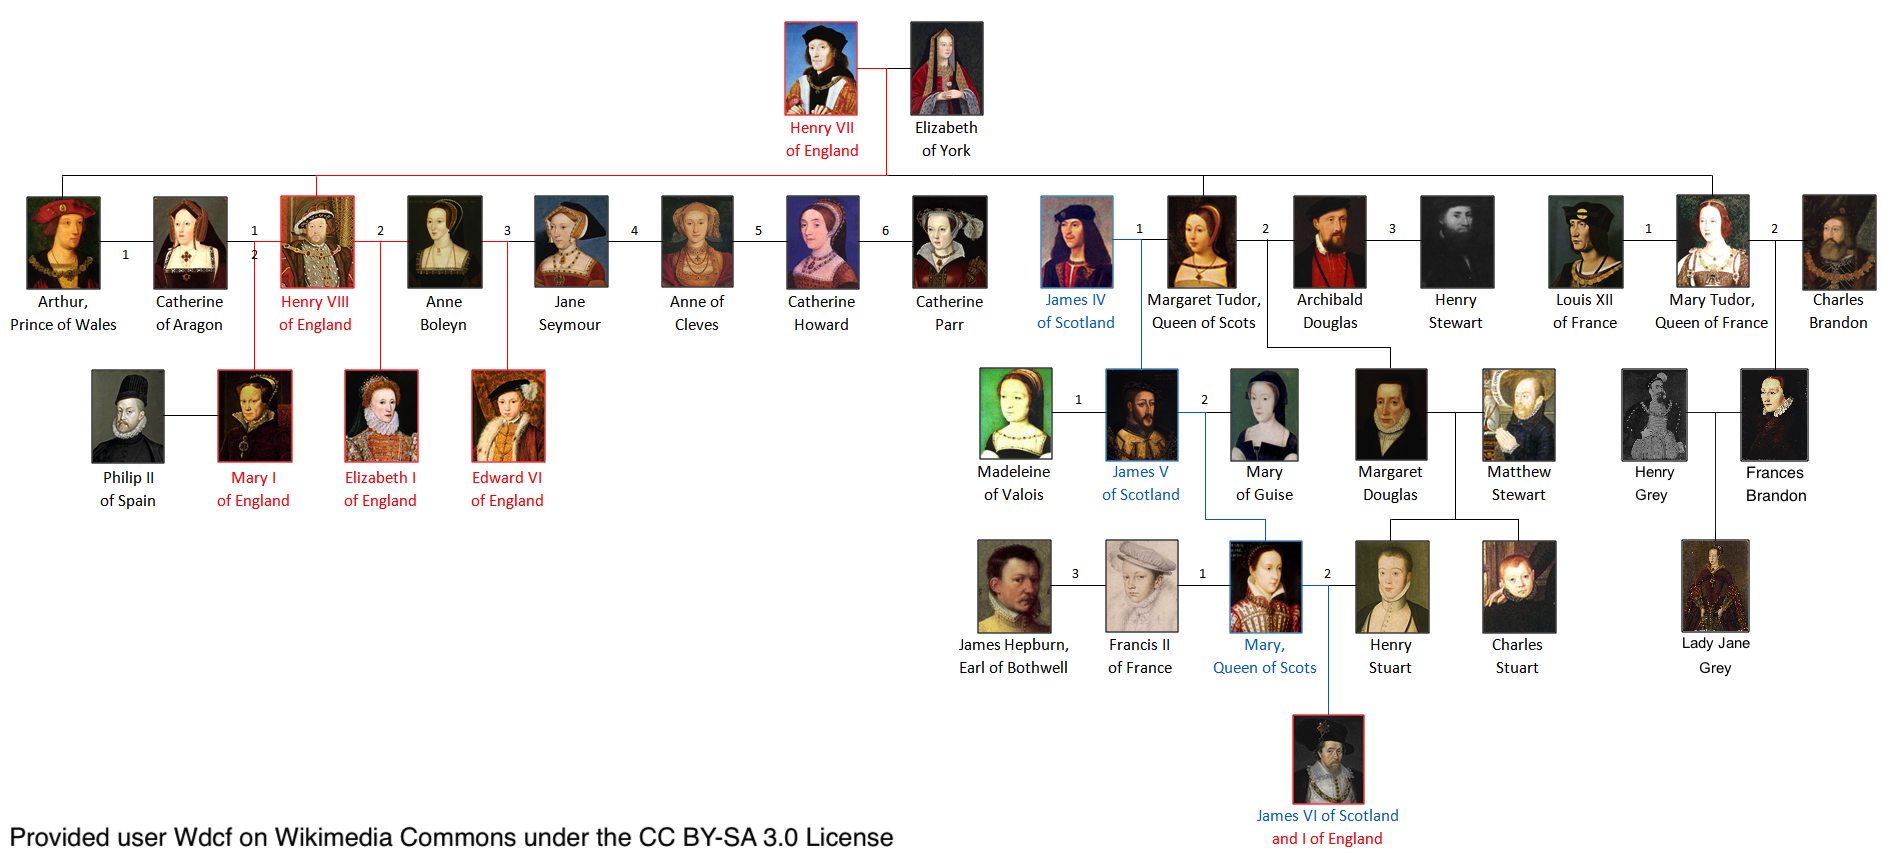 Henry VII
of England
Elizabeth
of York
1
1
2
2
3
4
5
6
1
2
3
1
2
Arthur,
Prince of Wales
Catherine
of Aragon
Henry VIII
of England
Anne
Boleyn
Jane
Seymour
Anne of
Cleves
Catherine
Howard
Catherine
Parr
James IV
of Scotland
Margaret Tudor,
Queen of Scots
Archibald
Douglas
Henry
Stewart
Louis XII
of France
Mary Tudor,
Queen of France
Charles
Brandon
1
2
Philip II
of Spain
Mary I
of England
Elizabeth I
of England
Edward VI
of England
Madeleine
of Valois
James V
of Scotland
Mary
of Guise
Margaret
Douglas
Matthew
Stewart
Henry
Grey
Frances
Brandon
3
1
2
James Hepburn,
Earl of Bothwell
Francis II
of France
Mary,
Queen of Scots
Henry
Stuart
Charles
Stuart
Lady Jane
Grey
James VI of Scotland
and I of England
Provided user Wdcf on Wikimedia Commons under the CC BY-SA 3.0 License